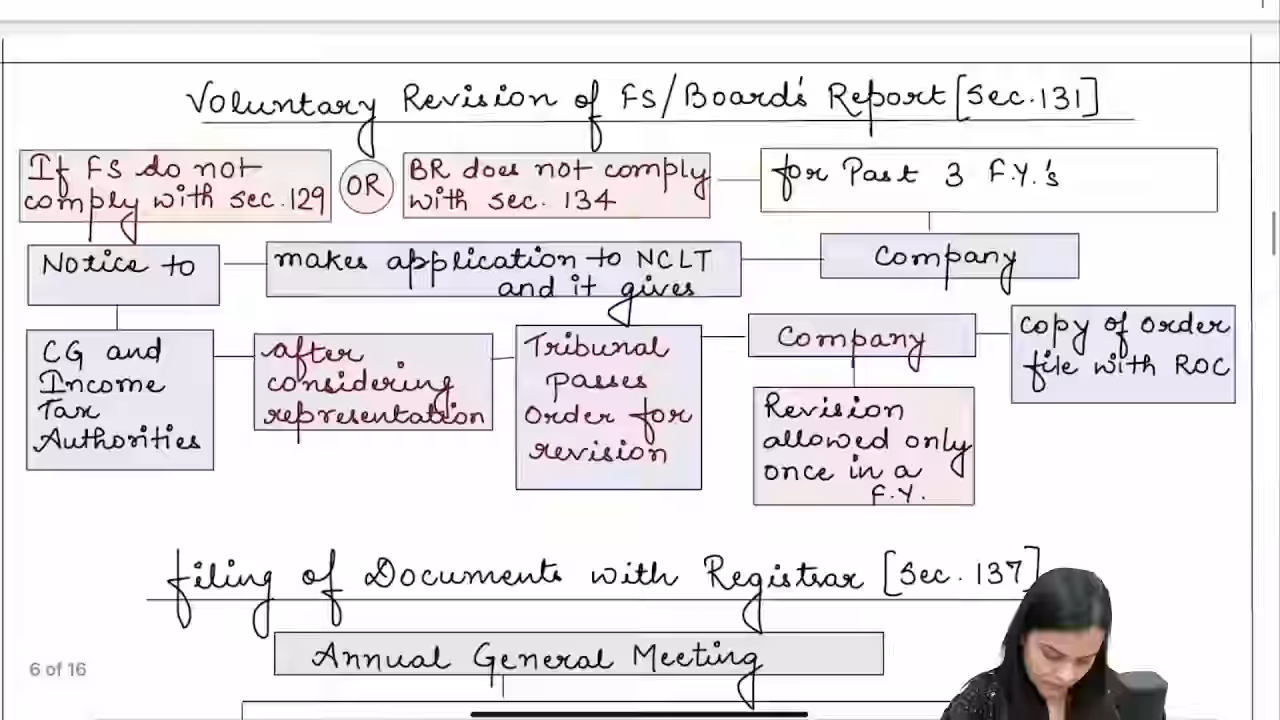 Voluntary Revision of FS/Board's Report [Sec. 131]
If FS do not
comply with sec. 129
OR
BR does not comply
with sec. 134
for Past 3 F.Y.'s
Notice to
makes application to NCLT
and it gives
Company
CG and
Income
Tax
Authorities
after
considering
representation
Tribunal
passes
Order for
revision
Company
Revision
allowed only
once in a
F.Y.
copy of order
file with ROC
filing of Documents with Registrar [Sec. 137]
Annual General Meeting
6 of 16